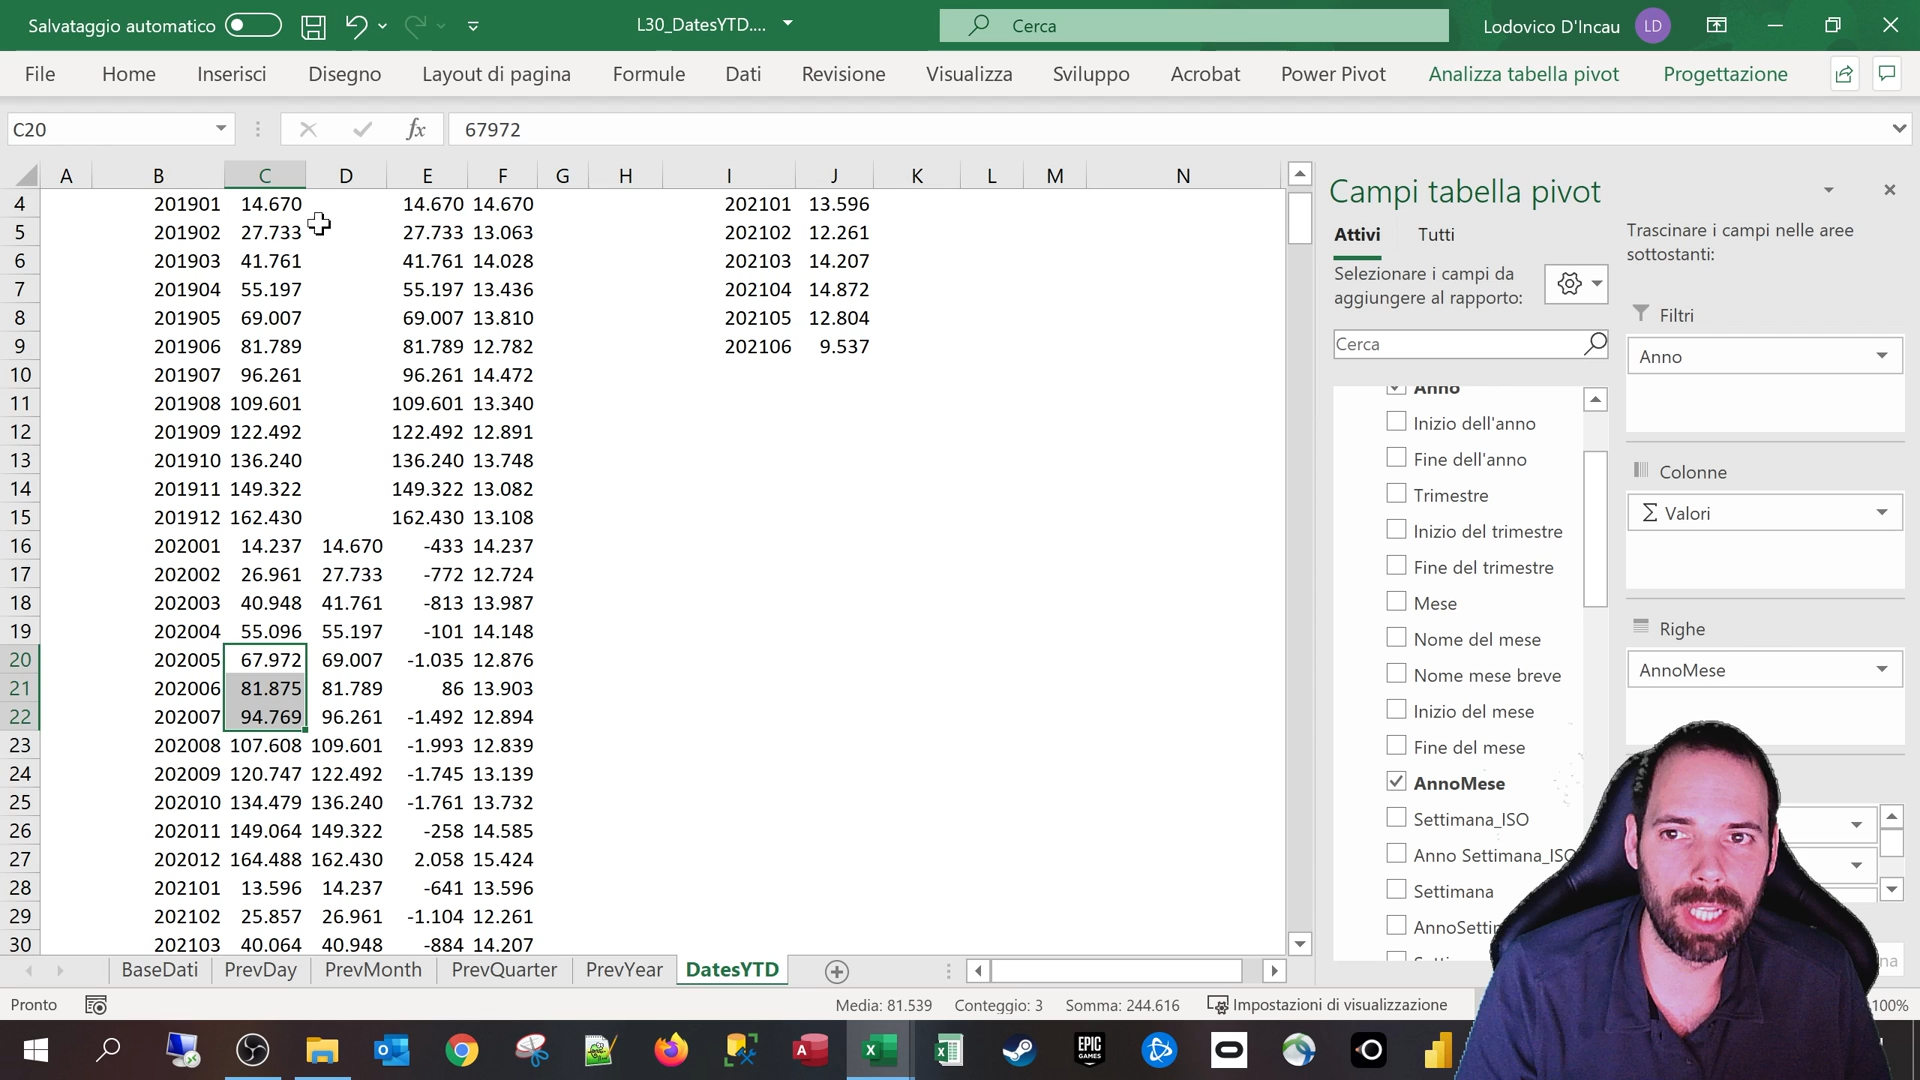 Salvataggio automatico
L30_DatesYTD....
Cerca
Lodovico D'Incau
LD
File Home Inserisci Disegno Layout di pagina Formule Dati Revisione Visualizza Sviluppo Acrobat Power Pivot Analizza tabella pivot Progettazione
C20
fx
67972
A B C D E F G H I J K L M N
4 201901 14.670 14.670 14.670 202101 13.596
5 201902 27.733 27.733 13.063 202102 12.261
6 201903 41.761 41.761 14.028 202103 14.207
7 201904 55.197 55.197 13.436 202104 14.872
8 201905 69.007 69.007 13.810 202105 12.804
9 201906 81.789 81.789 12.782 202106 9.537
10 201907 96.261 96.261 14.472
11 201908 109.601 109.601 13.340
12 201909 122.492 122.492 12.891
13 201910 136.240 136.240 13.748
14 201911 149.322 149.322 13.082
15 201912 162.430 162.430 13.108
16 202001 14.237 14.670 -433 14.237
17 202002 26.961 27.733 -772 12.724
18 202003 40.948 41.761 -813 13.987
19 202004 55.096 55.197 -101 14.148
20 202005 67.972 69.007 -1.035 12.876
21 202006 81.875 81.789 86 13.903
22 202007 94.769 96.261 -1.492 12.894
23 202008 107.608 109.601 -1.993 12.839
24 202009 120.747 122.492 -1.745 13.139
25 202010 134.479 136.240 -1.761 13.732
26 202011 149.064 149.322 -258 14.585
27 202012 164.488 162.430 2.058 15.424
28 202101 13.596 14.237 -641 13.596
29 202102 25.857 26.961 -1.104 12.261
30 202103 40.064 40.948 -884 14.207
Campi tabella pivot
Attivi Tutti
Selezionare i campi da
aggiungere al rapporto:
Cerca
Anno
Inizio dell'anno
Fine dell'anno
Trimestre
Inizio del trimestre
Fine del trimestre
Mese
Nome del mese
Nome mese breve
Inizio del mese
Fine del mese
AnnoMese
Settimana_ISO
Anno Settimana_ISO
Settimana
Trascinare i campi nelle aree
sottostanti:
Filtri
Anno
Colonne
Σ Valori
Righe
AnnoMese
BaseDati PrevDay PrevMonth PrevQuarter PrevYear DatesYTD
Pronto
Media: 81.539 Conteggio: 3 Somma: 244.616 Impostazioni di visualizzazione
100%
EPIC
GAMES